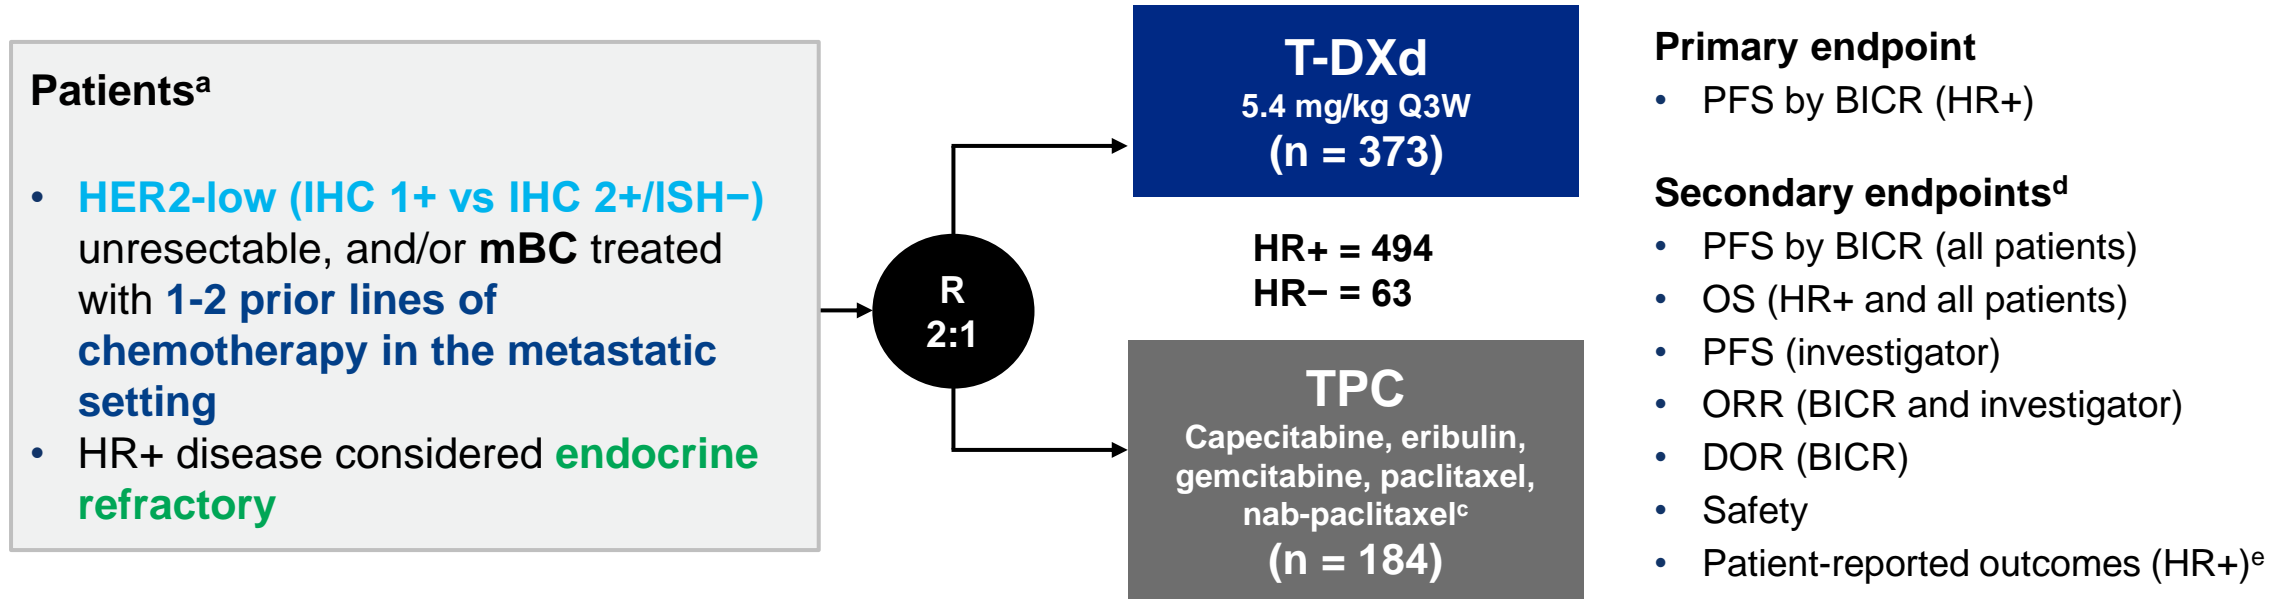 Patientsᵃ
• HER2-low (IHC 1+ vs IHC 2+/ISH−)
unresectable, and/or mBC treated
with 1-2 prior lines of
chemotherapy in the metastatic
setting
• HR+ disease considered endocrine
refractory
R
2:1
T-DXd
5.4 mg/kg Q3W
(n = 373)
HR+ = 494
HR− = 63
TPC
Capecitabine, eribulin,
gemcitabine, paclitaxel,
nab-paclitaxelᶜ
(n = 184)
Primary endpoint
• PFS by BICR (HR+)
Secondary endpointsᵈ
• PFS by BICR (all patients)
• OS (HR+ and all patients)
• PFS (investigator)
• ORR (BICR and investigator)
• DOR (BICR)
• Safety
• Patient-reported outcomes (HR+)ᵉ